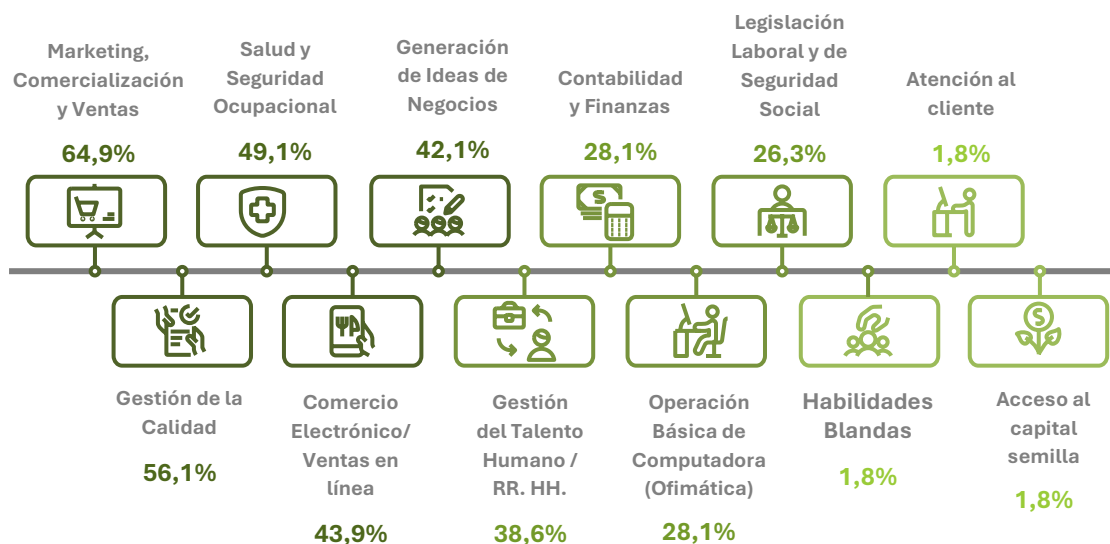 Marketing,
Comercialización
y Ventas
64,9%
Salud y
Seguridad
Ocupacional
49,1%
Generación
de Ideas de
Negocios
42,1%
Contabilidad
y Finanzas
28,1%
Legislación
Laboral y de
Seguridad
Social
26,3%
Atención al
cliente
1,8%
Gestión de la
Calidad
56,1%
Comercio
Electrónico/
Ventas en
línea
43,9%
Gestión
del Talento
Humano /
RR. HH.
38,6%
Operación
Básica de
Computadora
(Ofimática)
28,1%
Habilidades
Blandas
1,8%
Acceso al
capital
semilla
1,8%